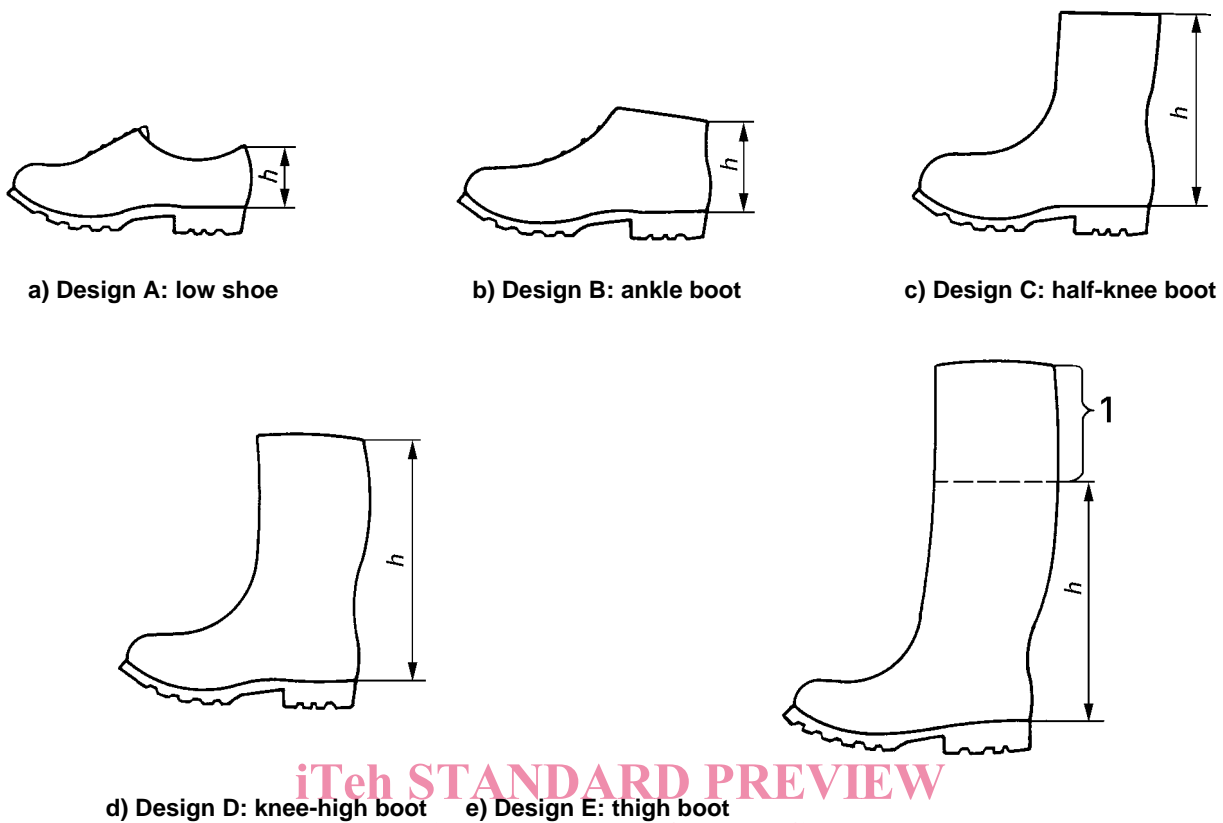 h
h
h
a) Design A: low shoe
b) Design B: ankle boot
c) Design C: half-knee boot
1
h
h
iTeh STANDARD PREVIEW
d) Design D: knee-high boot
e) Design E: thigh boot